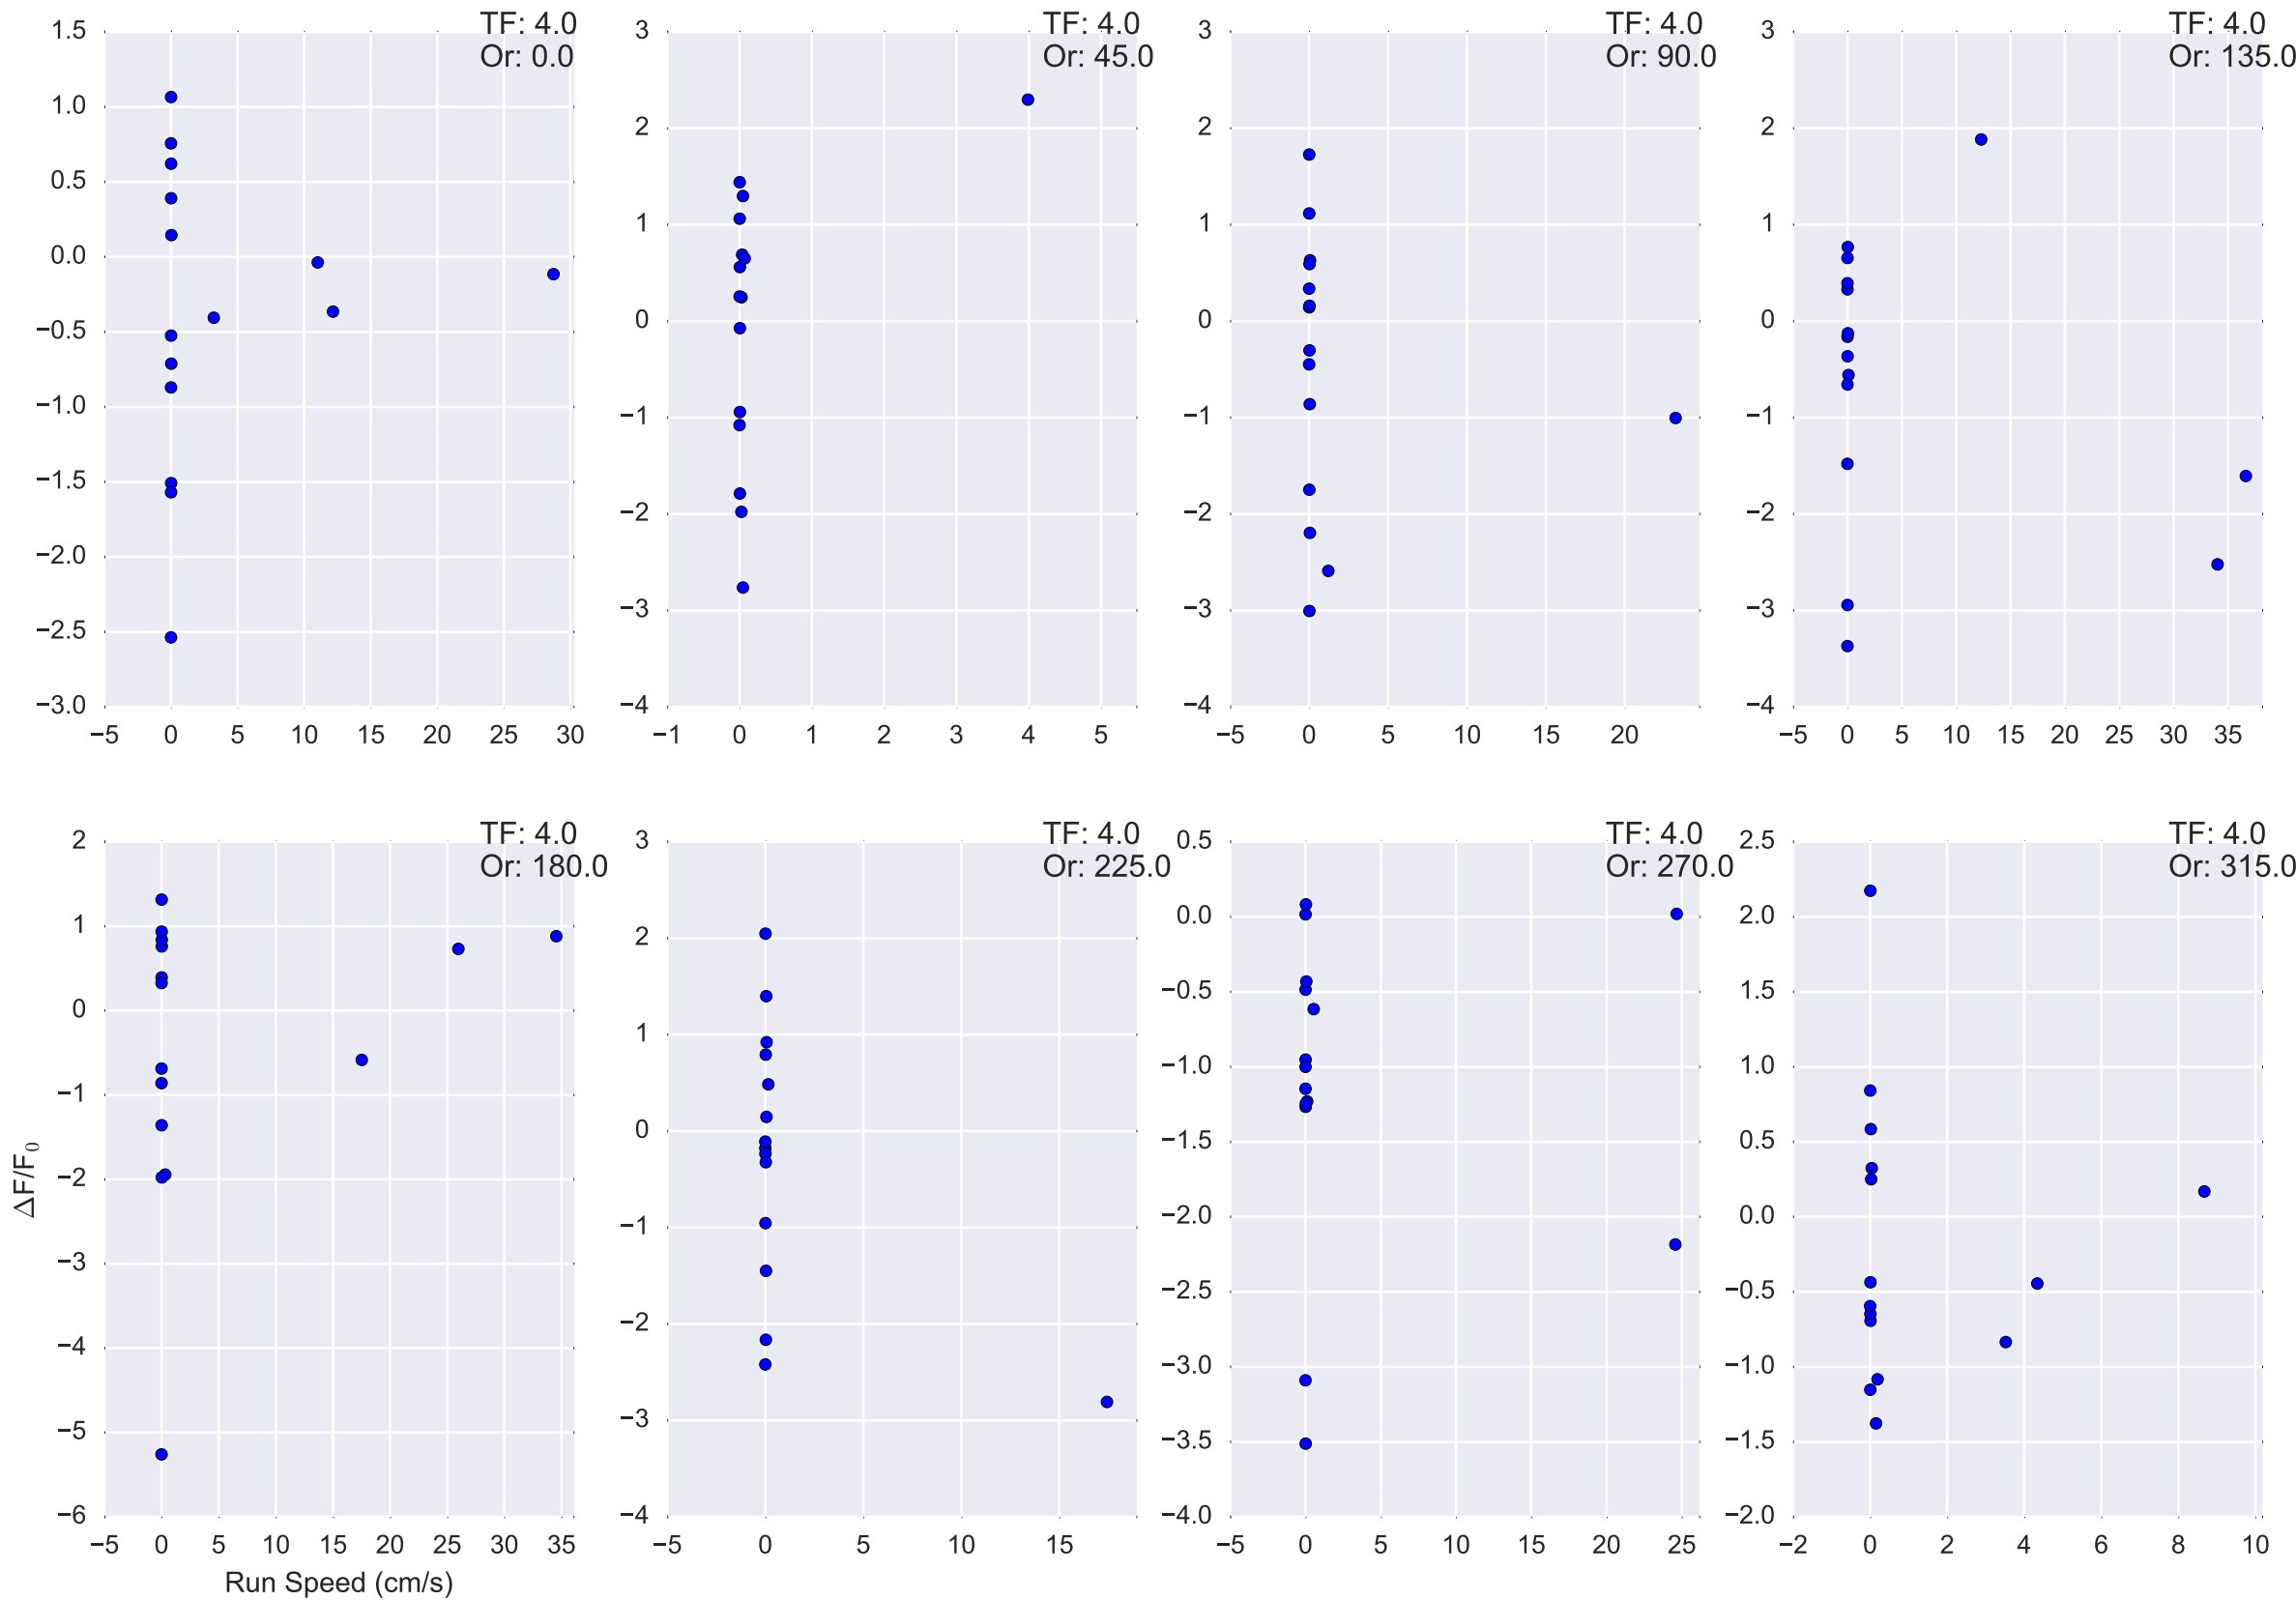 TF: 4.0
Or: 0.0
1.5
1.0
0.5
0.0
−0.5
−1.0
−1.5
−2.0
−2.5
−3.0
−5 0 5 10 15 20 25 30
TF: 4.0
Or: 45.0
3
2
1
0
−1
−2
−3
−4
−1 0 1 2 3 4 5
TF: 4.0
Or: 90.0
3
2
1
0
−1
−2
−3
−4
−5 0 5 10 15 20
TF: 4.0
Or: 135.0
3
2
1
0
−1
−2
−3
−4
−5 0 5 10 15 20 25 30 35
TF: 4.0
Or: 180.0
2
1
0
−1
−2
−3
−4
−5
−6
ΔF/F₀
−5 0 5 10 15 20 25 30 35
Run Speed (cm/s)
TF: 4.0
Or: 225.0
3
2
1
0
−1
−2
−3
−4
−5 0 5 10 15
TF: 4.0
Or: 270.0
0.5
0.0
−0.5
−1.0
−1.5
−2.0
−2.5
−3.0
−3.5
−4.0
−5 0 5 10 15 20 25
TF: 4.0
Or: 315.0
2.5
2.0
1.5
1.0
0.5
0.0
−0.5
−1.0
−1.5
−2.0
−2 0 2 4 6 8 10